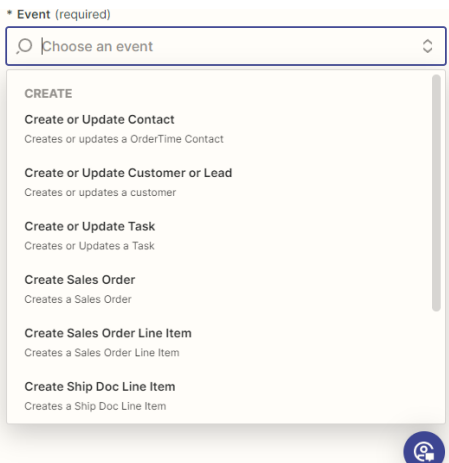 * Event (required)
Choose an event
CREATE
Create or Update Contact
Creates or updates a OrderTime Contact
Create or Update Customer or Lead
Creates or updates a customer
Create or Update Task
Creates or Updates a Task
Create Sales Order
Creates a Sales Order
Create Sales Order Line Item
Creates a Sales Order Line Item
Create Ship Doc Line Item
Creates a Ship Doc Line Item